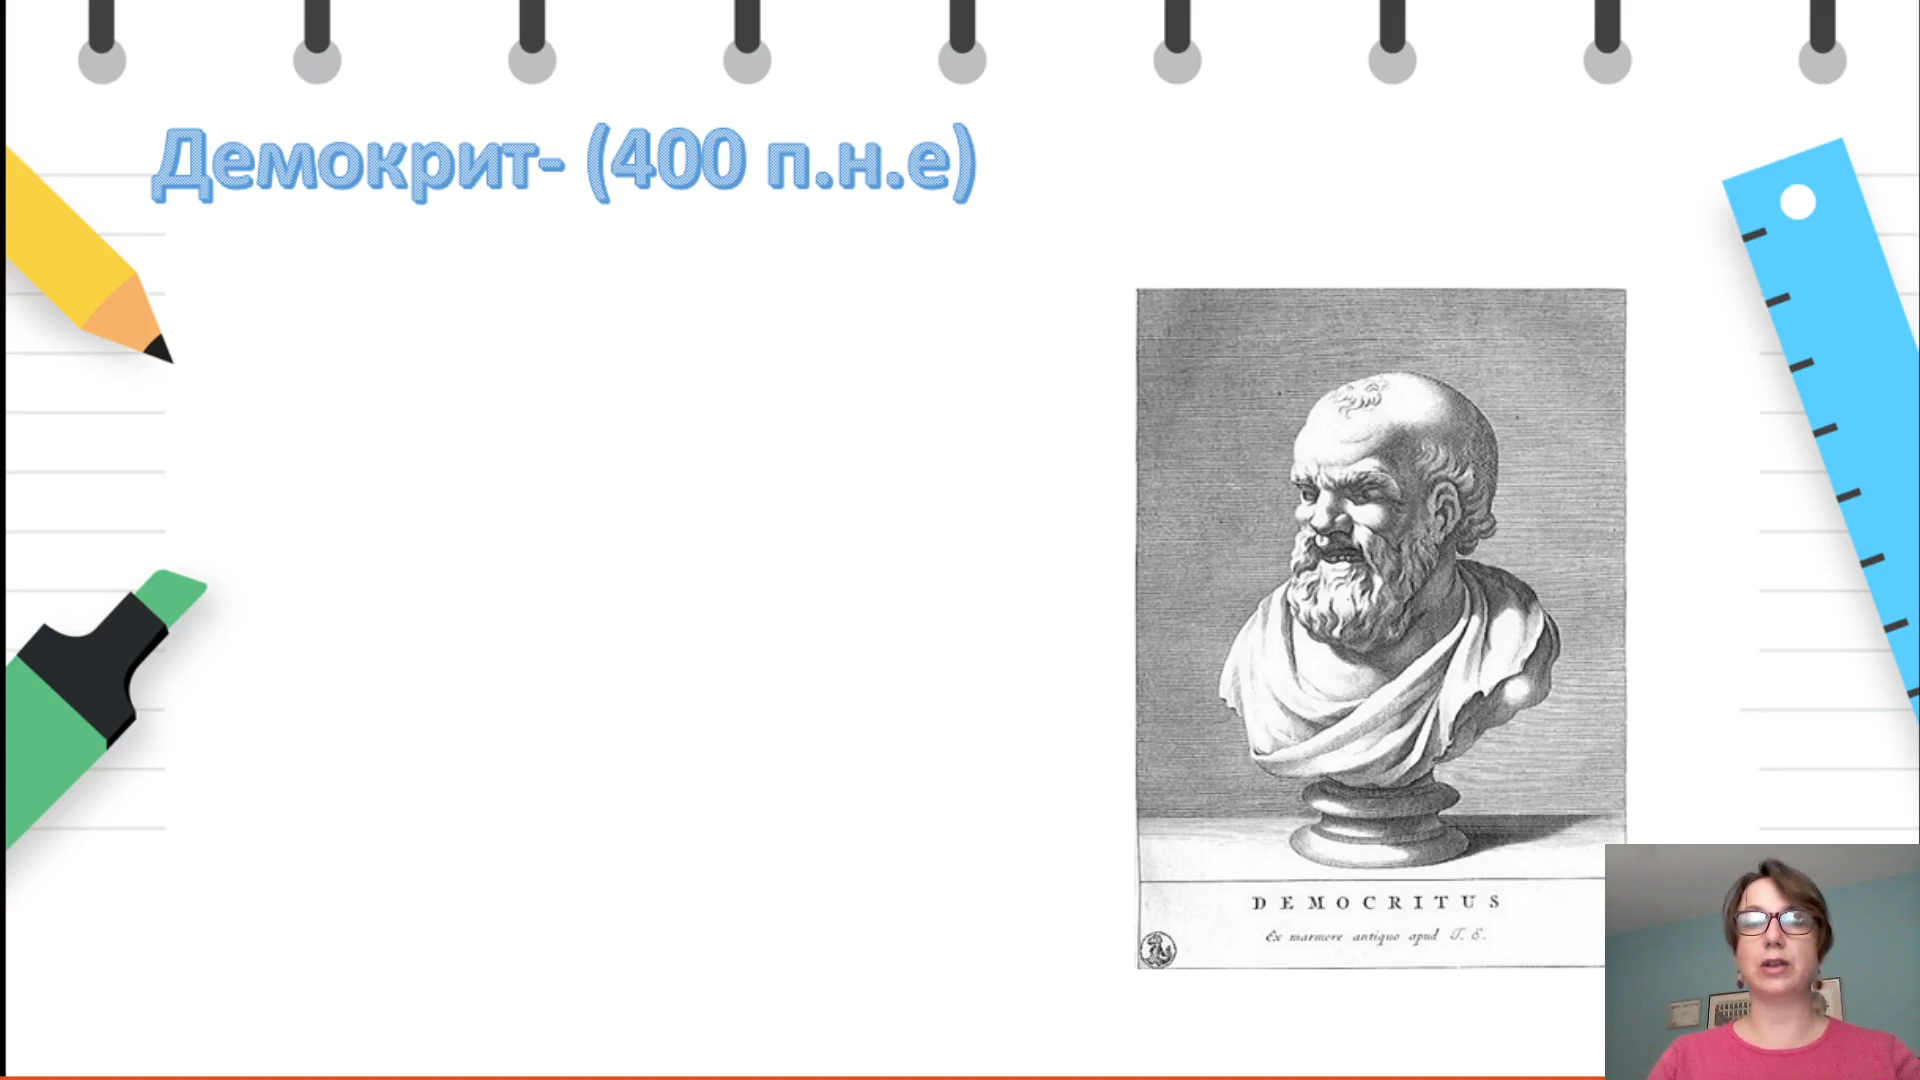 Демокрит- (400 п.н.е)
DEMOCRITUS
Ex marmore antiquo apud T. E.